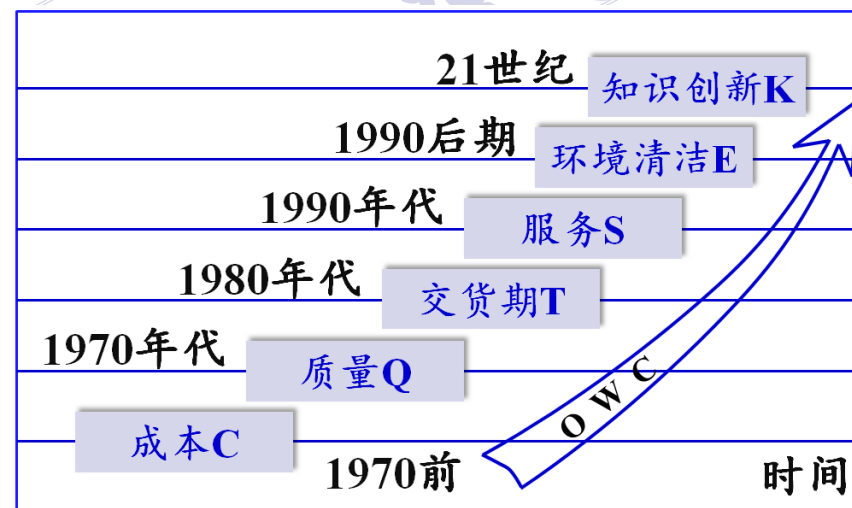 21世纪
知识创新K
1990后期
环境清洁E
1990年代
服务S
1980年代
交货期T
1970年代
质量Q
成本C
O W C
1970前
时间